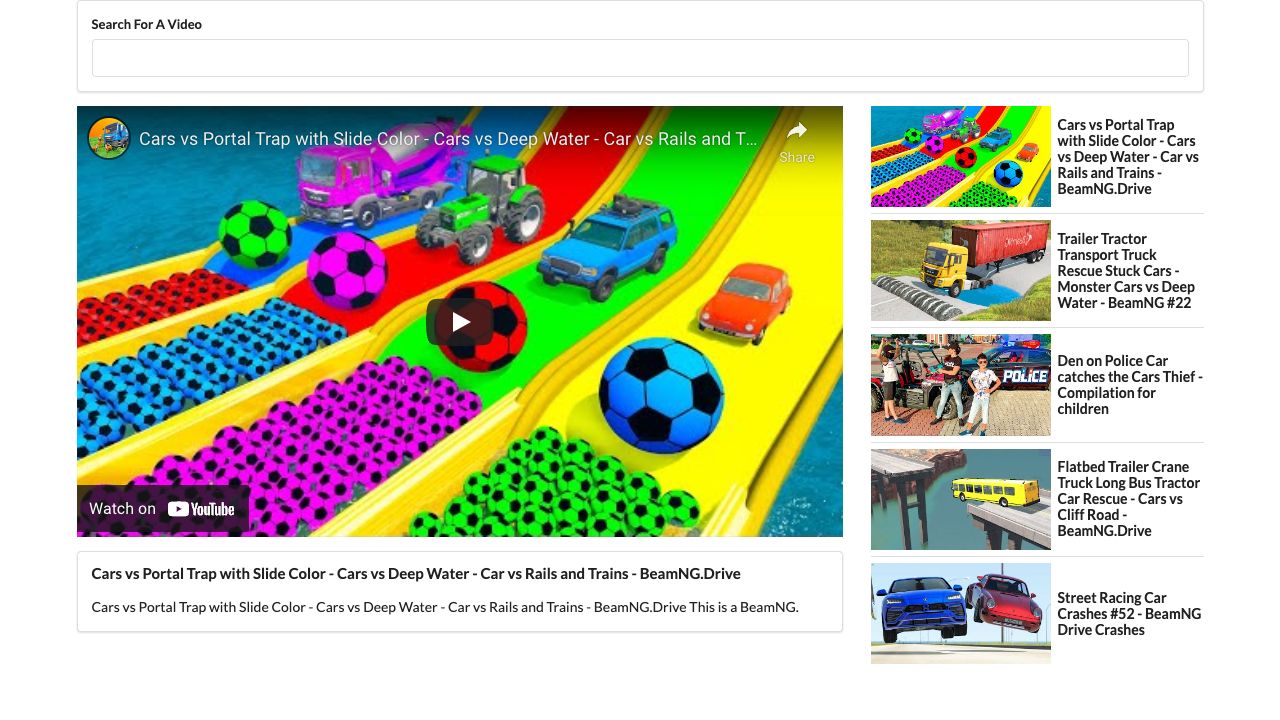 Search For A Video
Cars vs Portal Trap with Slide Color - Cars vs Deep Water - Car vs Rails and T...
Share
Watch on YouTube
Cars vs Portal Trap with Slide Color - Cars vs Deep Water - Car vs Rails and Trains - BeamNG.Drive
Cars vs Portal Trap with Slide Color - Cars vs Deep Water - Car vs Rails and Trains - BeamNG.Drive This is a BeamNG.
Cars vs Portal Trap
with Slide Color - Cars
vs Deep Water - Car vs
Rails and Trains -
BeamNG.Drive
Trailer Tractor
Transport Truck
Rescue Stuck Cars -
Monster Cars vs Deep
Water - BeamNG #22
POLICE
Den on Police Car
catches the Cars Thief -
Compilation for
children
Flatbed Trailer Crane
Truck Long Bus Tractor
Car Rescue - Cars vs
Cliff Road -
BeamNG.Drive
Street Racing Car
Crashes #52 - BeamNG
Drive Crashes